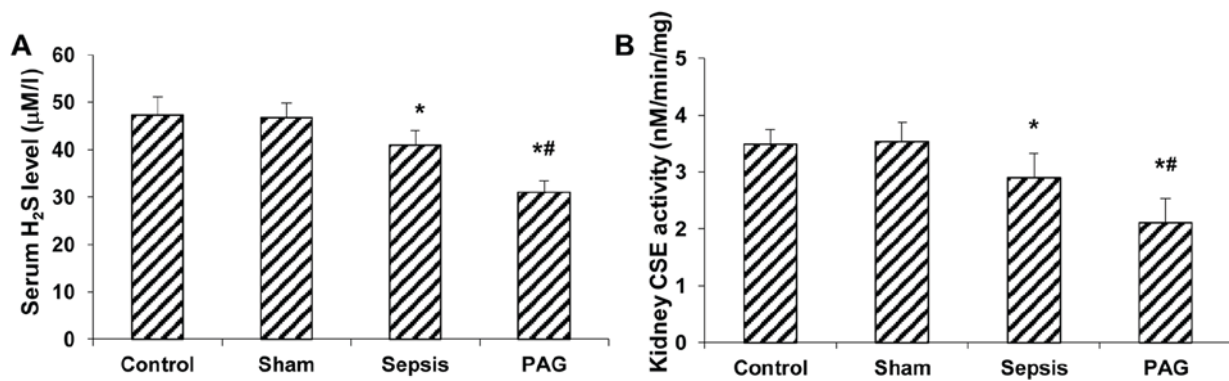 A
Serum H₂S level (μM/l)
60
50
40
30
20
10
0
*
*#
Control Sham Sepsis PAG
B
Kidney CSE activity (nM/min/mg)
5
4
3
2
1
0
*
*#
Control Sham Sepsis PAG